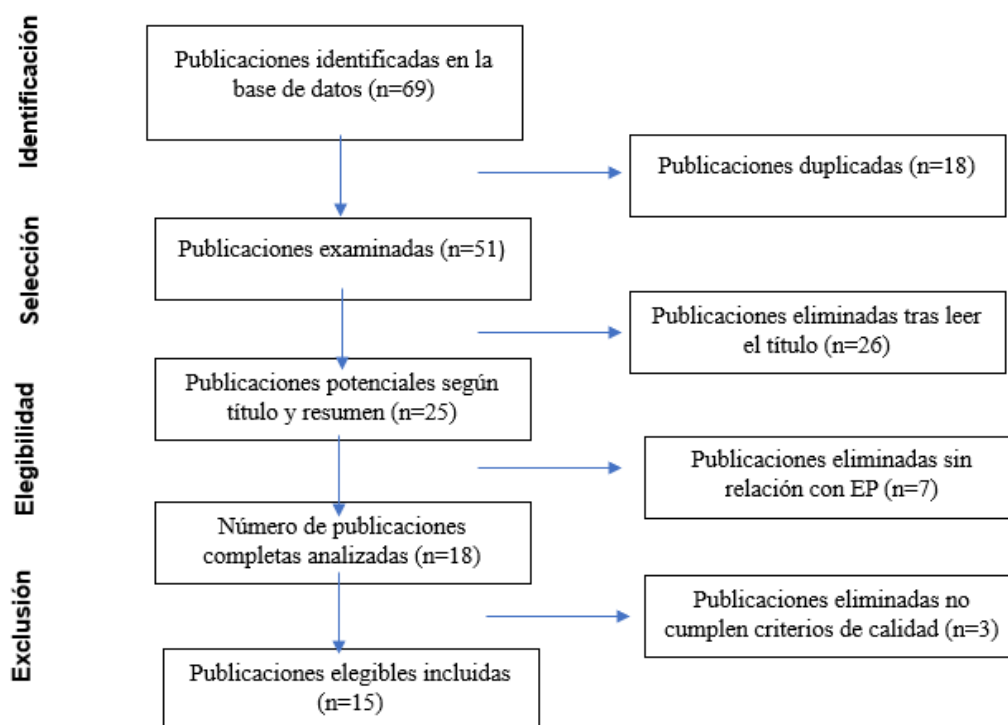 Identificación
Publicaciones identificadas en la
base de datos (n=69)
Publicaciones duplicadas (n=18)
Selección
Publicaciones examinadas (n=51)
Publicaciones eliminadas tras leer
el título (n=26)
Elegibilidad
Publicaciones potenciales según
título y resumen (n=25)
Publicaciones eliminadas sin
relación con EP (n=7)
Número de publicaciones
completas analizadas (n=18)
Exclusión
Publicaciones eliminadas no
cumplen criterios de calidad (n=3)
Publicaciones elegibles incluidas
(n=15)